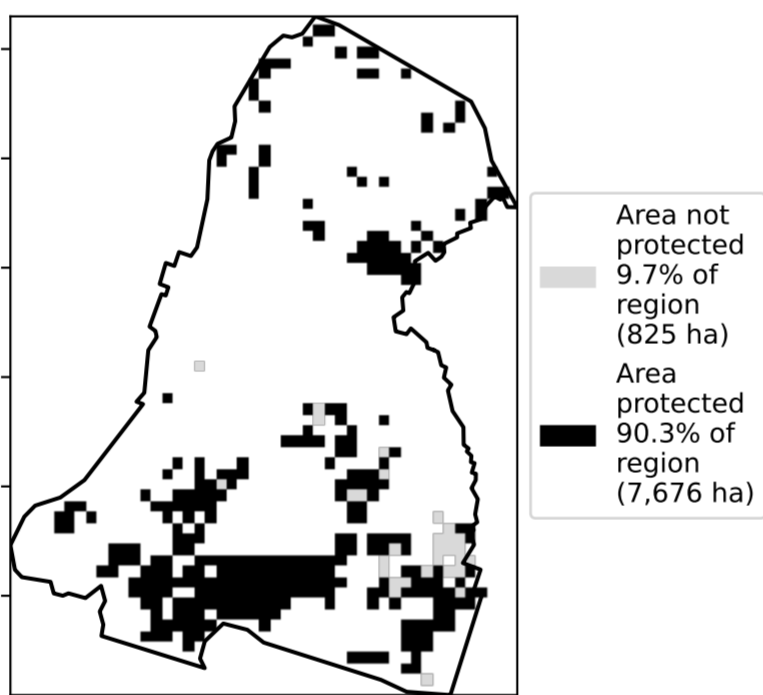 Area not
protected
9.7% of
region
(825 ha)
Area
protected
90.3% of
region
(7,676 ha)